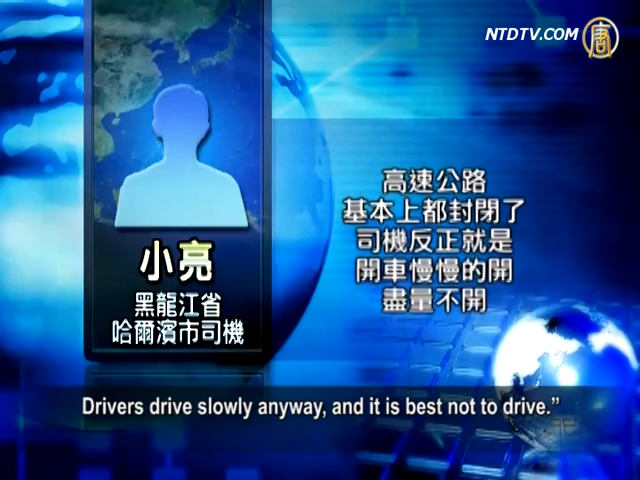 NTDTV.COM
唐
高速公路
基本上都封閉了
司機反正就是
開車慢慢的開
盡量不開
小亮
黑龍江省
哈爾濱市司機
Drivers drive slowly anyway, and it is best not to drive.”